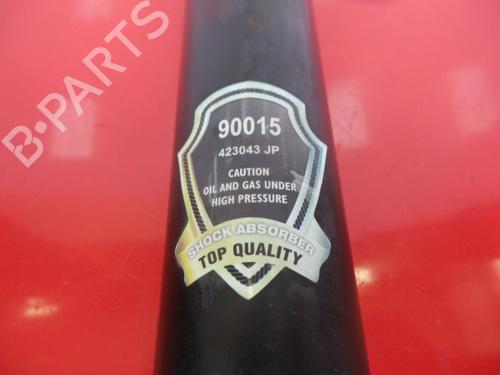 B-PARTS
90015
423043 JP
CAUTION
OIL AND GAS UNDER
HIGH PRESSURE
SHOCK ABSORBER
TOP QUALITY